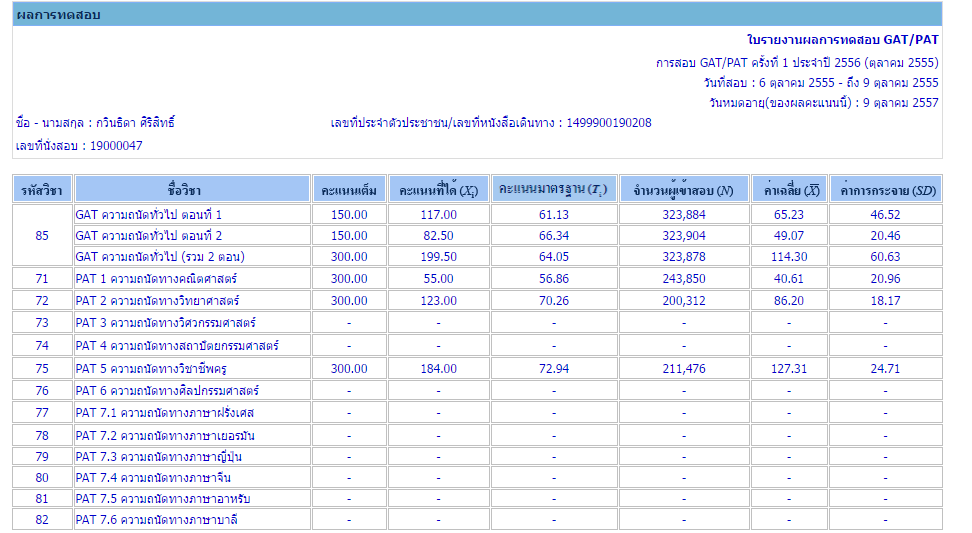 ผลการทดสอบ
ใบรายงานผลการทดสอบ GAT/PAT
การสอบ GAT/PAT ครั้งที่ 1 ประจำปี 2556 (ตุลาคม 2555)
วันที่สอบ : 6 ตุลาคม 2555 - ถึง 9 ตุลาคม 2555
วันหมดอายุ(ของผลคะแนนนี้) : 9 ตุลาคม 2557
ชื่อ - นามสกุล : กวินธิดา ศิริสิทธิ์ เลขที่ประจำตัวประชาชน/เลขที่หนังสือเดินทาง : 1499900190208
เลขที่นั่งสอบ : 19000047
รหัสวิชา ชื่อวิชา คะแนนเต็ม คะแนนที่ได้ (Xi) คะแนนมาตรฐาน (Ti) จำนวนผู้เข้าสอบ (N) ค่าเฉลี่ย (X̅) ค่าการกระจาย (SD)
GAT ความถนัดทั่วไป ตอนที่ 1 150.00 117.00 61.13 323,884 65.23 46.52
85 GAT ความถนัดทั่วไป ตอนที่ 2 150.00 82.50 66.34 323,904 49.07 20.46
GAT ความถนัดทั่วไป (รวม 2 ตอน) 300.00 199.50 64.05 323,878 114.30 60.63
71 PAT 1 ความถนัดทางคณิตศาสตร์ 300.00 55.00 56.86 243,850 40.61 20.96
72 PAT 2 ความถนัดทางวิทยาศาสตร์ 300.00 123.00 70.26 200,312 86.20 18.17
73 PAT 3 ความถนัดทางวิศวกรรมศาสตร์ - - - - - -
74 PAT 4 ความถนัดทางสถาปัตยกรรมศาสตร์ - - - - - -
75 PAT 5 ความถนัดทางวิชาชีพครู 300.00 184.00 72.94 211,476 127.31 24.71
76 PAT 6 ความถนัดทางศิลปกรรมศาสตร์ - - - - - -
77 PAT 7.1 ความถนัดทางภาษาฝรั่งเศส - - - - - -
78 PAT 7.2 ความถนัดทางภาษาเยอรมัน - - - - - -
79 PAT 7.3 ความถนัดทางภาษาญี่ปุ่น - - - - - -
80 PAT 7.4 ความถนัดทางภาษาจีน - - - - - -
81 PAT 7.5 ความถนัดทางภาษาอาหรับ - - - - - -
82 PAT 7.6 ความถนัดทางภาษาบาลี - - - - - -